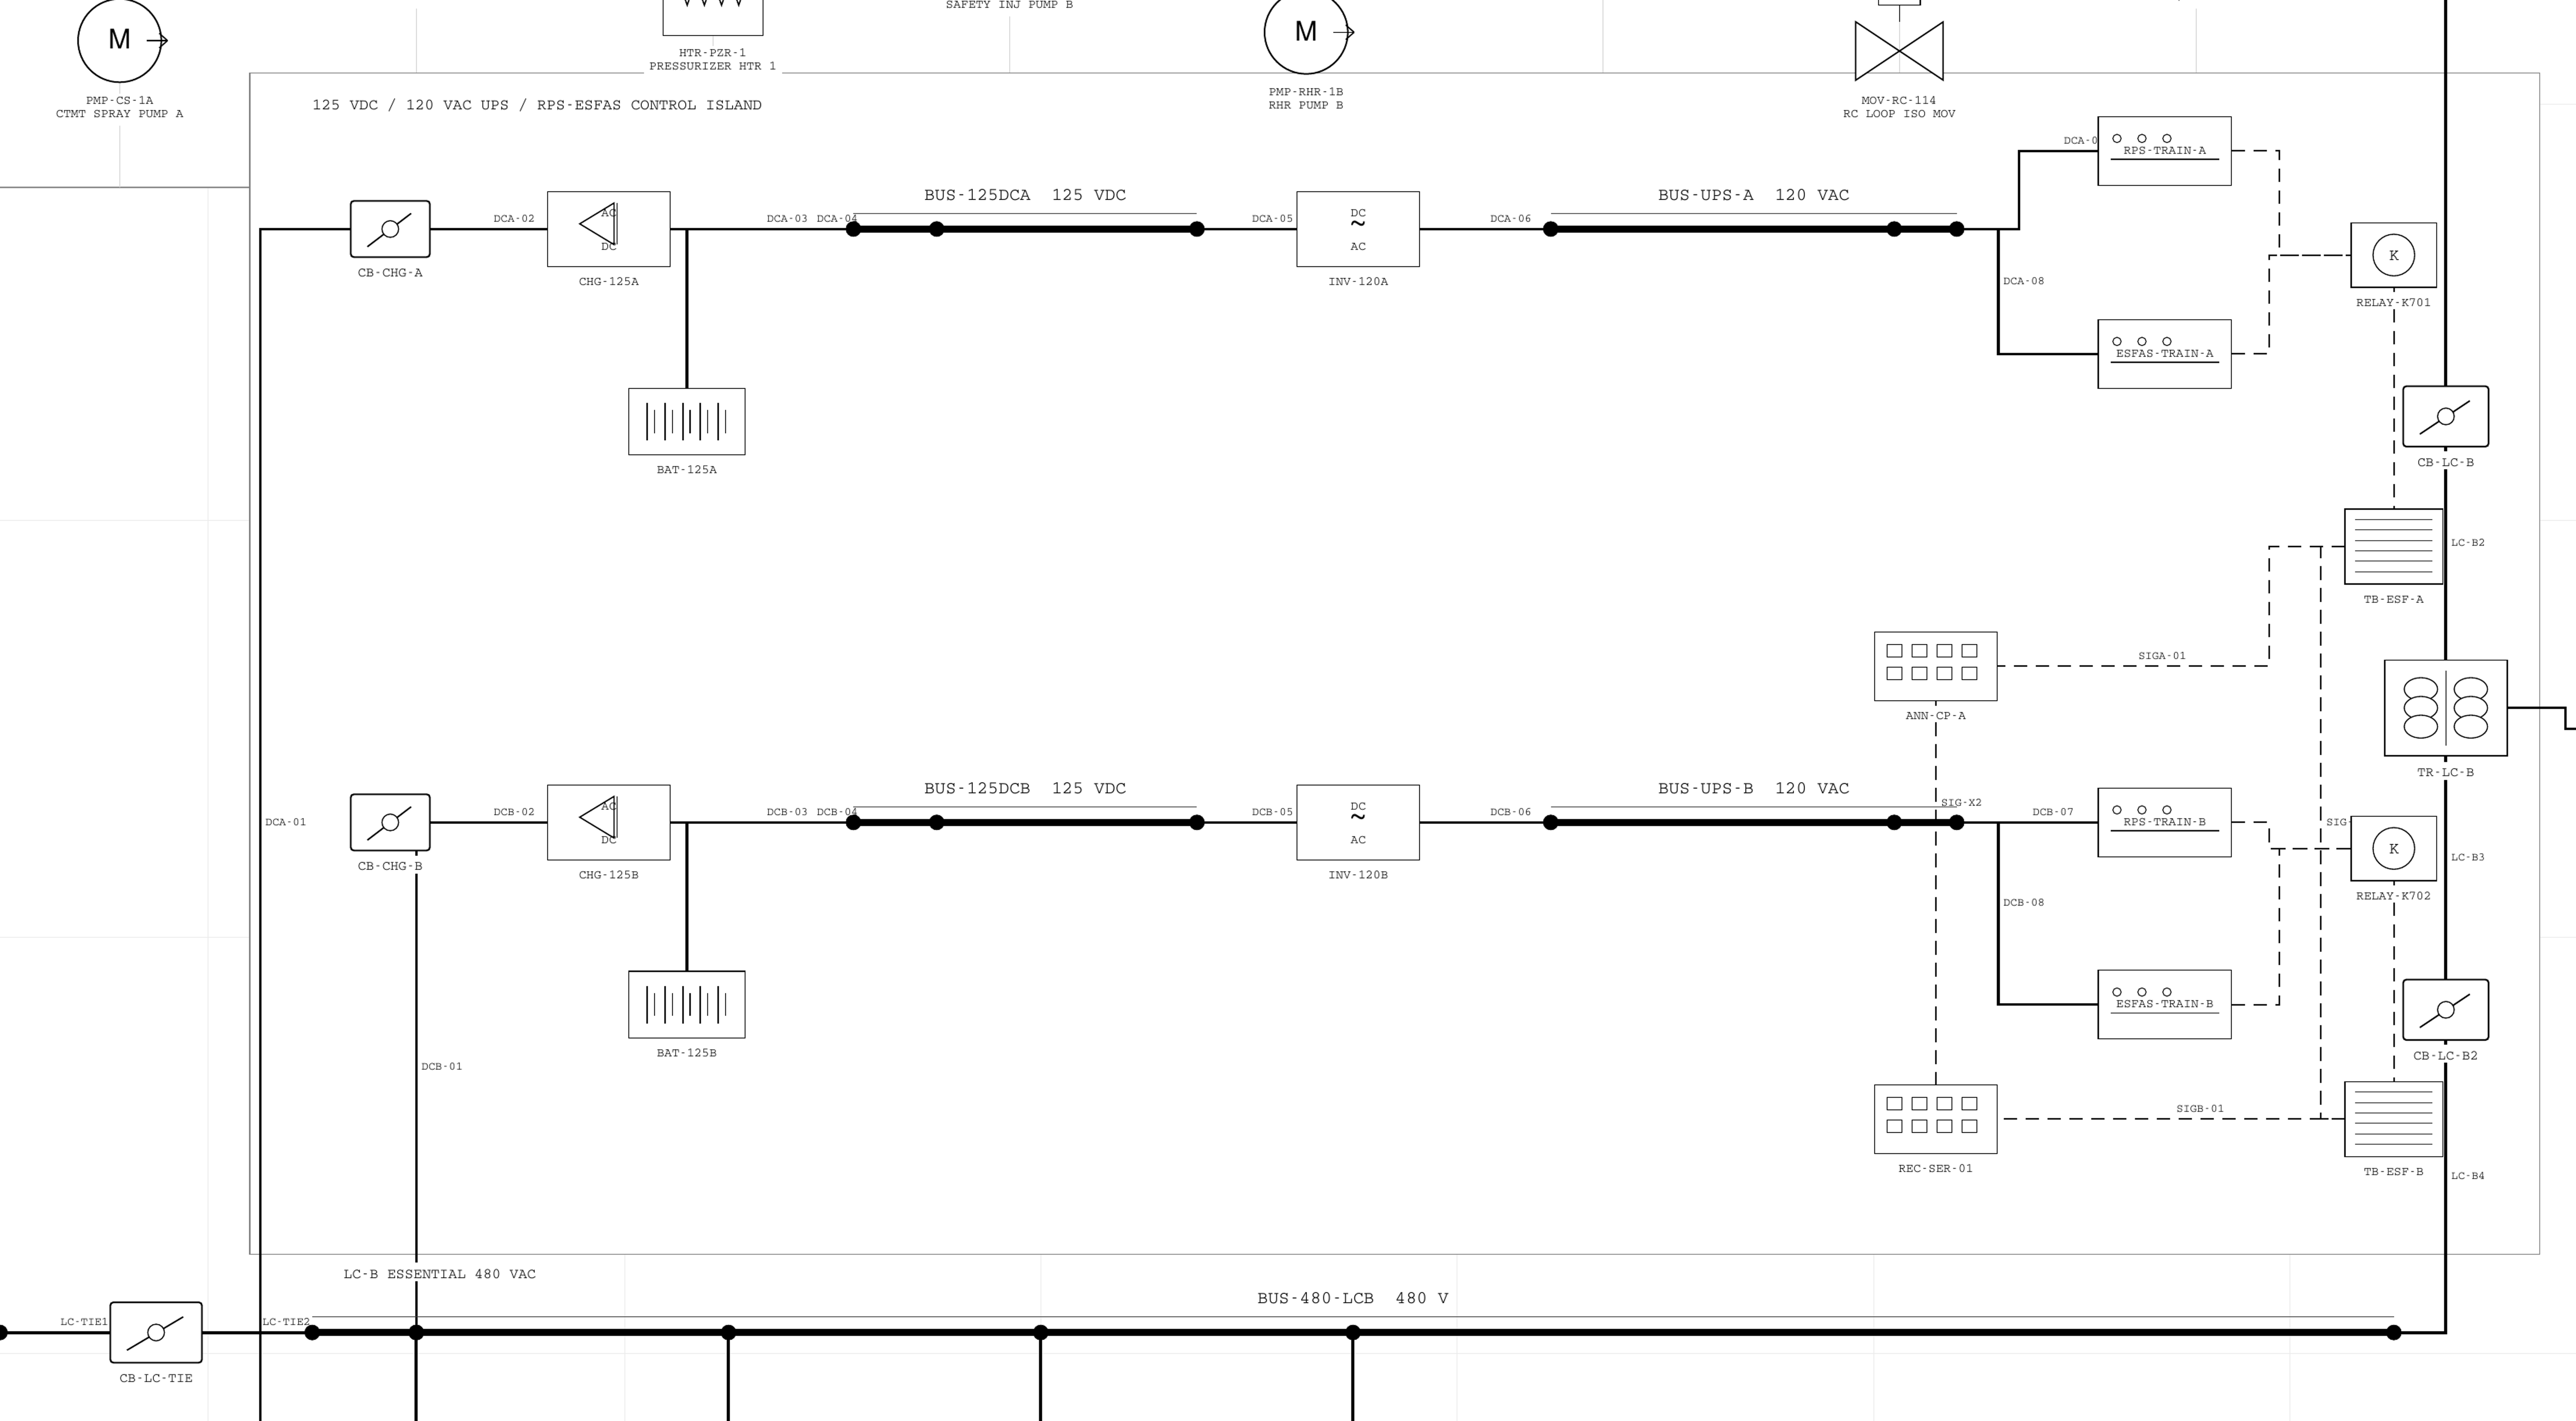 SAFETY INJ PUMP B
M
M
HTR-PZR-1
PRESSURIZER HTR 1
PMP-CS-1A
CTMT SPRAY PUMP A
PMP-RHR-1B
RHR PUMP B
MOV-RC-114
RC LOOP ISO MOV
125 VDC / 120 VAC UPS / RPS-ESFAS CONTROL ISLAND
DCA-0
RPS-TRAIN-A
BUS-125DCA 125 VDC
BUS-UPS-A 120 VAC
DCA-02
AC
DC
DCA-03
DCA-04
DCA-05
DC
~
AC
DCA-06
K
CB-CHG-A
CHG-125A
INV-120A
DCA-08
RELAY-K701
ESFAS-TRAIN-A
BAT-125A
CB-LC-B
LC-B2
TB-ESF-A
SIGA-01
ANN-CP-A
TR-LC-B
BUS-125DCB 125 VDC
BUS-UPS-B 120 VAC
SIG-X2
DCA-01
DCB-02
AC
DC
DCB-03
DCB-04
DCB-05
DC
~
AC
DCB-06
DCB-07
RPS-TRAIN-B
SIG-
K
LC-B3
CB-CHG-B
CHG-125B
INV-120B
RELAY-K702
DCB-08
ESFAS-TRAIN-B
BAT-125B
CB-LC-B2
DCB-01
SIGB-01
REC-SER-01
TB-ESF-B
LC-B4
LC-B ESSENTIAL 480 VAC
BUS-480-LCB 480 V
LC-TIE1
LC-TIE2
CB-LC-TIE